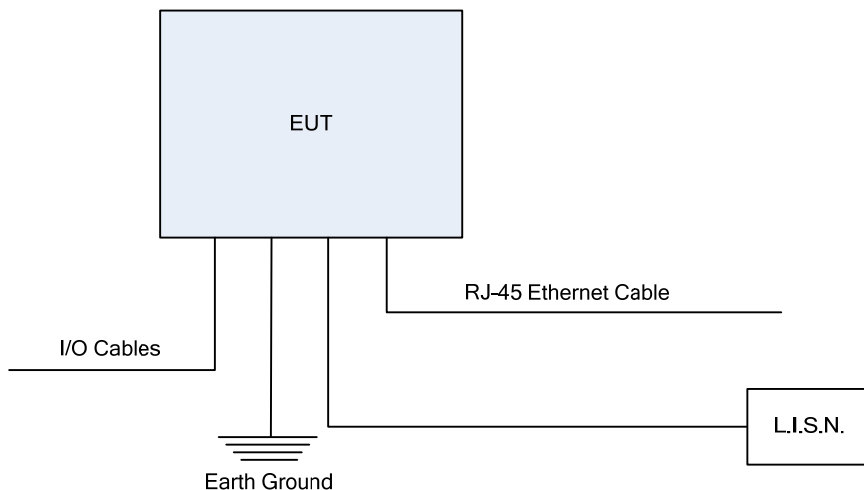 EUT
RJ-45 Ethernet Cable
I/O Cables
L.I.S.N.
Earth Ground